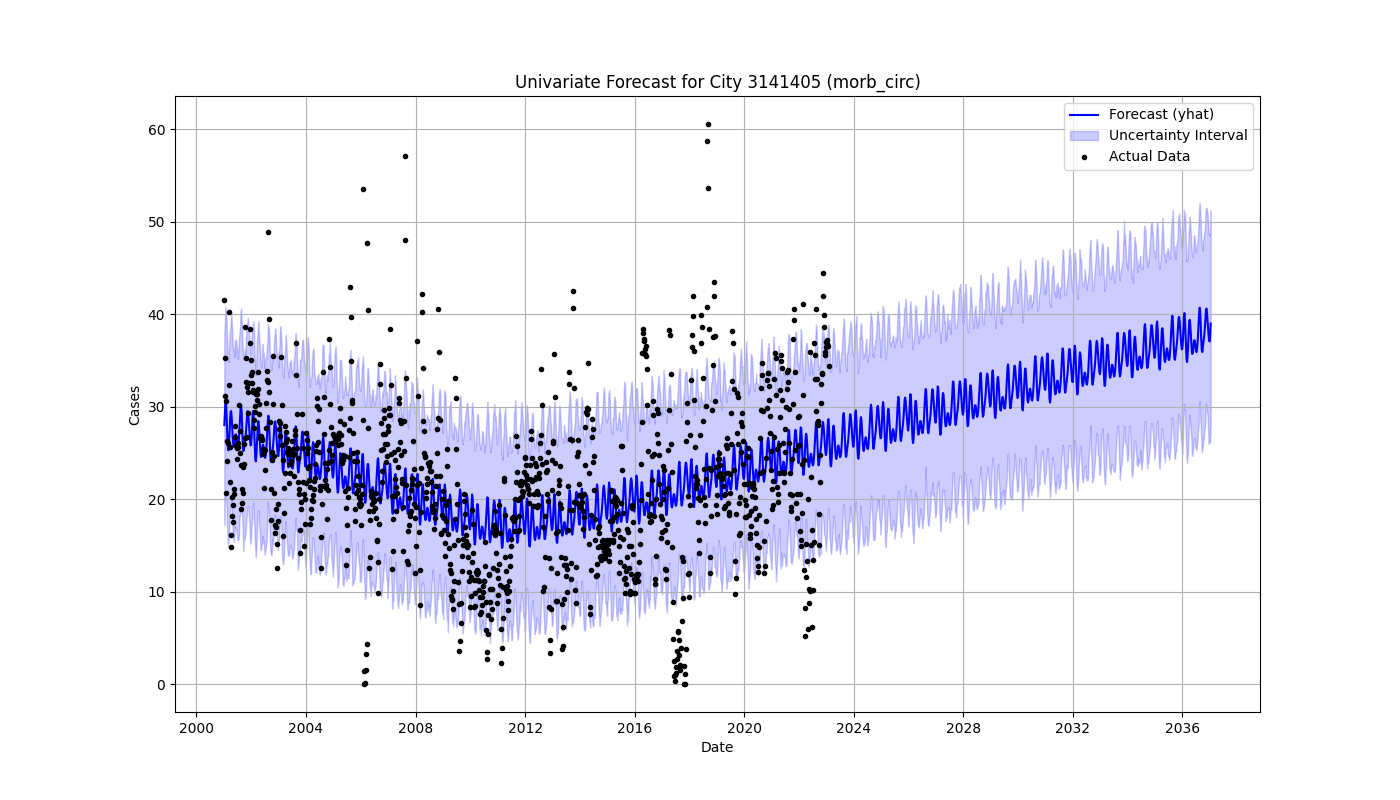 Univariate Forecast for City 3141405 (morb_circ)
Forecast (yhat)
Uncertainty Interval
Actual Data
60
50
40
30
20
10
0
Cases
2000 2004 2008 2012 2016 2020 2024 2028 2032 2036
Date